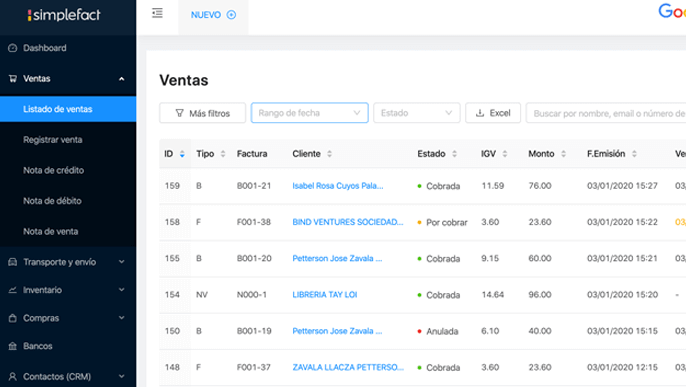 simplefact
NUEVO
Goo
Dashboard
Ventas
Listado de ventas
Registrar venta
Nota de crédito
Nota de débito
Nota de venta
Transporte y envío
Inventario
Compras
Bancos
Contactos (CRM)
Ventas
Más filtros Rango de fecha Estado Excel Buscar por nombre, email o número de
ID Tipo Factura Cliente Estado IGV Monto F.Emisión Ve
159 B B001-21 Isabel Rosa Cuyos Pala... Cobrada 11.59 76.00 03/01/2020 15:27 03/
158 F F001-38 BIND VENTURES SOCIEDAD... Por cobrar 3.60 23.60 03/01/2020 15:22 03/
155 B B001-20 Petterson Jose Zavala ... Cobrada 9.15 60.00 03/01/2020 15:21 03/
154 NV N000-1 LIBRERIA TAY LOI Cobrada 14.64 96.00 03/01/2020 15:20 -
150 B B001-19 Petterson Jose Zavala ... Anulada 6.10 40.00 03/01/2020 15:15 03/
148 F F001-37 ZAVALA LLACZA PETTERSO... Cobrada 3.60 23.60 03/01/2020 12:15 03/